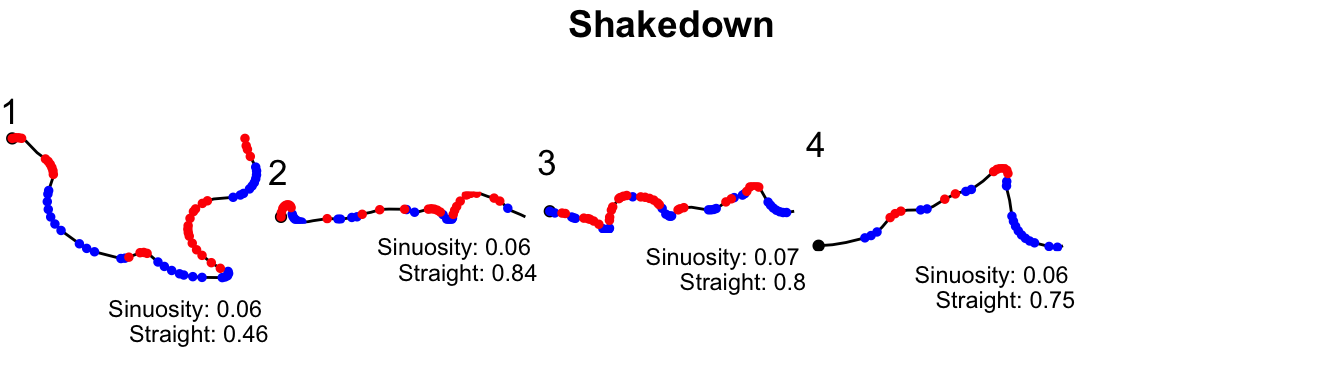 Shakedown
1
Sinuosity: 0.06
Straight: 0.46
2
Sinuosity: 0.06
Straight: 0.84
3
Sinuosity: 0.07
Straight: 0.8
4
Sinuosity: 0.06
Straight: 0.75